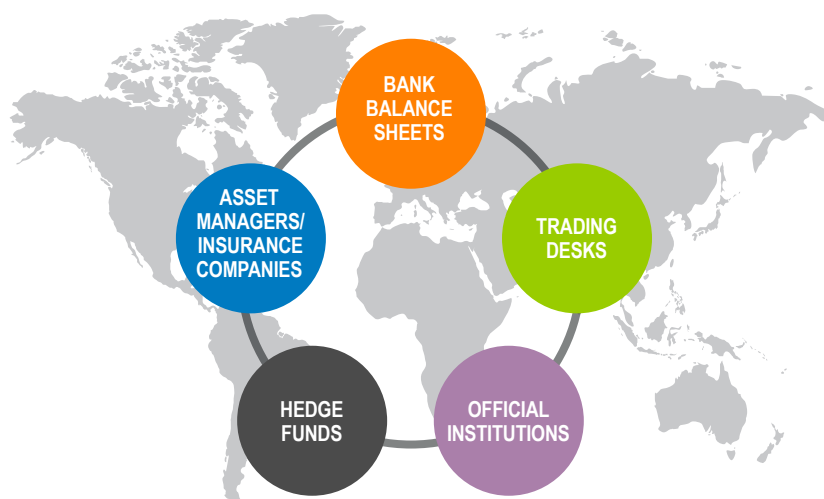 BANK
BALANCE
SHEETS
ASSET
MANAGERS/
INSURANCE
COMPANIES
TRADING
DESKS
HEDGE
FUNDS
OFFICIAL
INSTITUTIONS